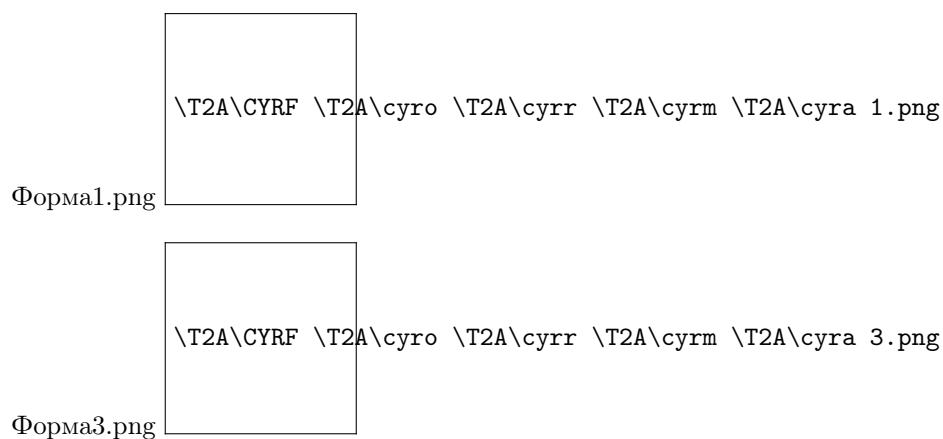 \T2A\CYRF \T2A\cyro \T2A\cyrr \T2A\cyrm \T2A\cyra 1.png
Форма1.png
\T2A\CYRF \T2A\cyro \T2A\cyrr \T2A\cyrm \T2A\cyra 3.png
Форма3.png